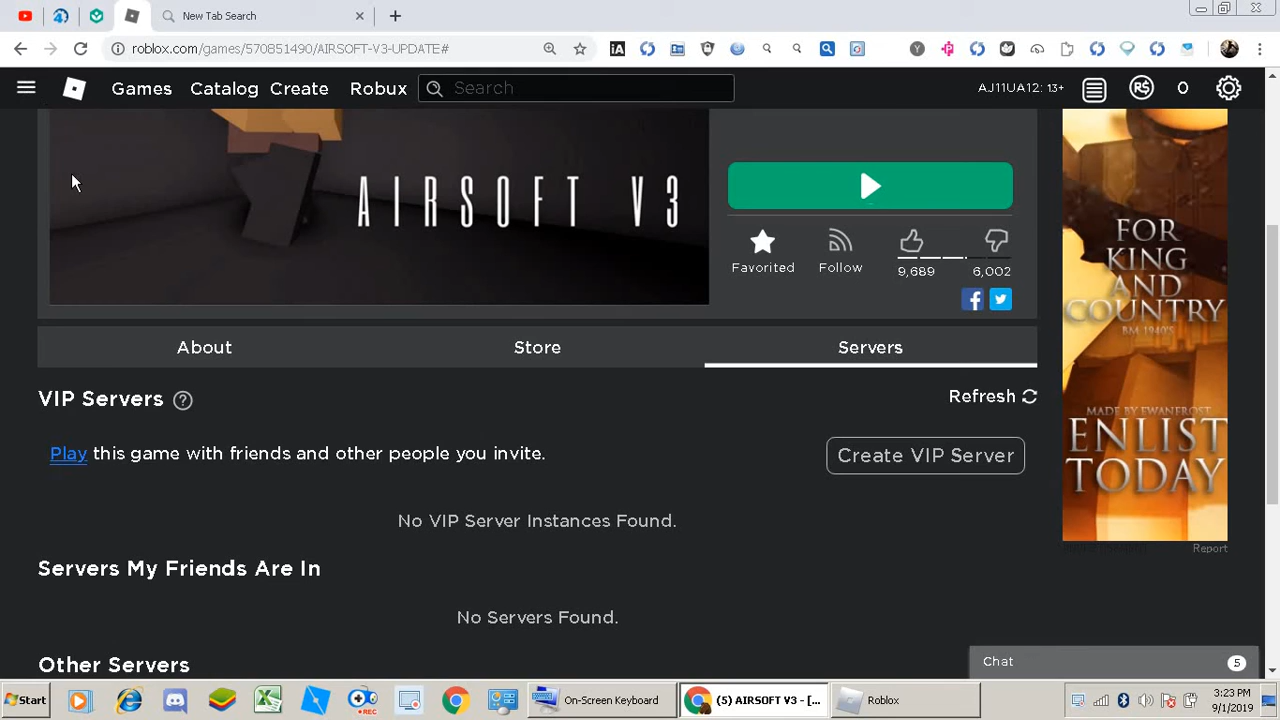 New Tab Search
roblox.com/games/570851490/AIRSOFT-V3-UPDATE#
Games Catalog Create Robux Search AJ11UA12: 13+ 0
AIRSOFT V3
Favorited Follow 9,689 6,002
About Store Servers
VIP Servers Refresh
Play this game with friends and other people you invite. Create VIP Server
No VIP Server Instances Found.
Servers My Friends Are In
No Servers Found.
Other Servers
FOR
KING
AND
COUNTRY
BM 1940'S
MADE BY EWANFROST
ENLIST
TODAY
Report
Chat 5
Start REC On-Screen Keyboard (5) AIRSOFT V3 - [... Roblox 3:23 PM
9/1/2019